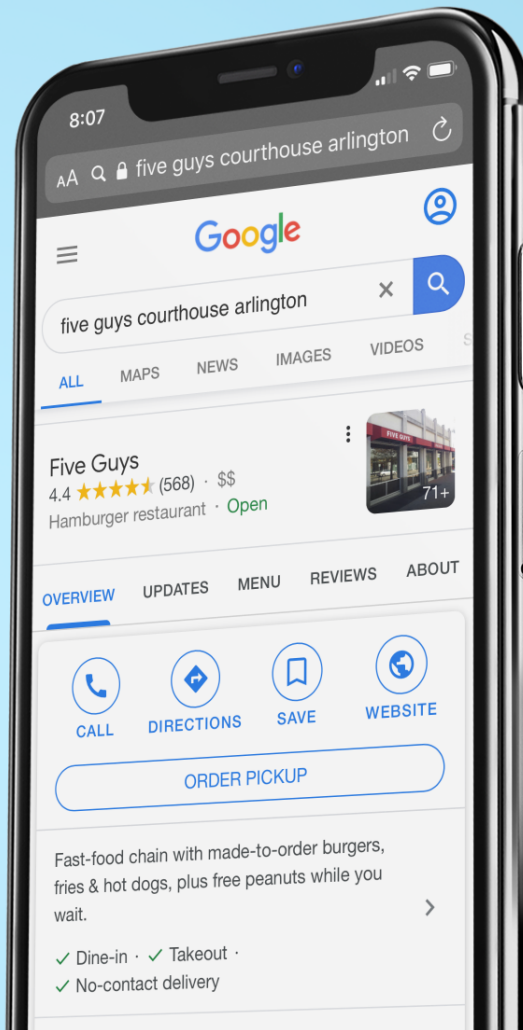 8:07
AA five guys courthouse arlington
Google
five guys courthouse arlington
ALL MAPS NEWS IMAGES VIDEOS S
Five Guys
4.4 (568) · $$
Hamburger restaurant · Open
FIVE GUYS
71+
OVERVIEW UPDATES MENU REVIEWS ABOUT
CALL DIRECTIONS SAVE WEBSITE
ORDER PICKUP
Fast-food chain with made-to-order burgers,
fries & hot dogs, plus free peanuts while you
wait.
✓ Dine-in · ✓ Takeout ·
✓ No-contact delivery